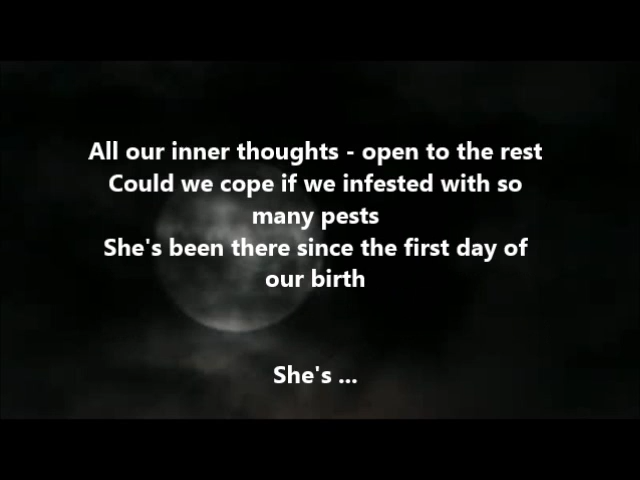 All our inner thoughts - open to the rest
Could we cope if we infested with so
many pests
She's been there since the first day of
our birth
She's ...